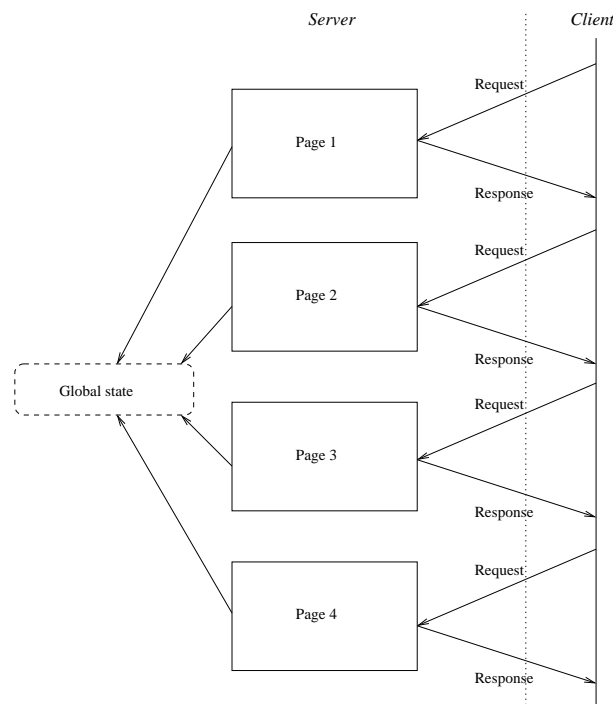 Server
Client
Request
Page 1
Response
Request
Page 2
Response
Global state
Request
Page 3
Response
Request
Page 4
Response